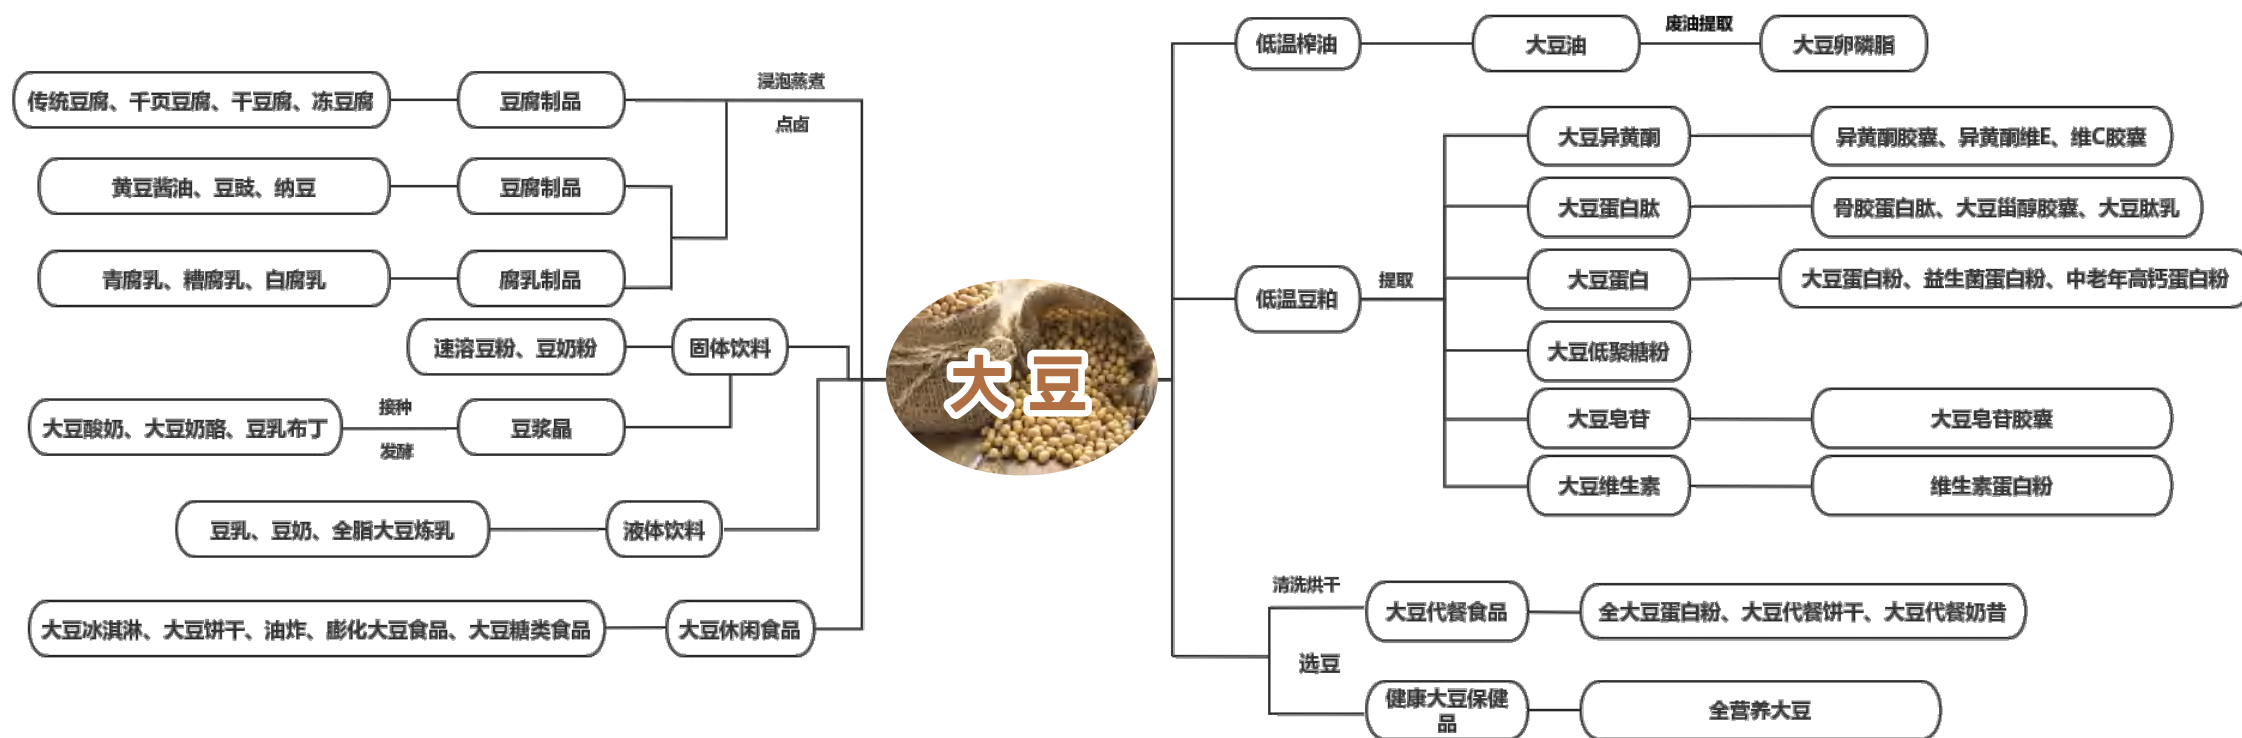 浸泡蒸煮
点卤
传统豆腐、千页豆腐、干豆腐、冻豆腐
豆腐制品
黄豆酱油、豆豉、纳豆
豆腐制品
青腐乳、糟腐乳、白腐乳
腐乳制品
速溶豆粉、豆奶粉
固体饮料
大豆酸奶、大豆奶酪、豆乳布丁
接种
发酵
豆浆晶
豆乳、豆奶、全脂大豆炼乳
液体饮料
大豆冰淇淋、大豆饼干、油炸、膨化大豆食品、大豆糖类食品
大豆休闲食品
大豆
低温榨油
大豆油
废油提取
大豆卵磷脂
低温豆粕
提取
大豆异黄酮
异黄酮胶囊、异黄酮维E、维C胶囊
大豆蛋白肽
骨胶蛋白肽、大豆甾醇胶囊、大豆肽乳
大豆蛋白
大豆蛋白粉、益生菌蛋白粉、中老年高钙蛋白粉
大豆低聚糖粉
大豆皂苷
大豆皂苷胶囊
大豆维生素
维生素蛋白粉
清洗烘干
选豆
大豆代餐食品
全大豆蛋白粉、大豆代餐饼干、大豆代餐奶昔
健康大豆保健
品
全营养大豆